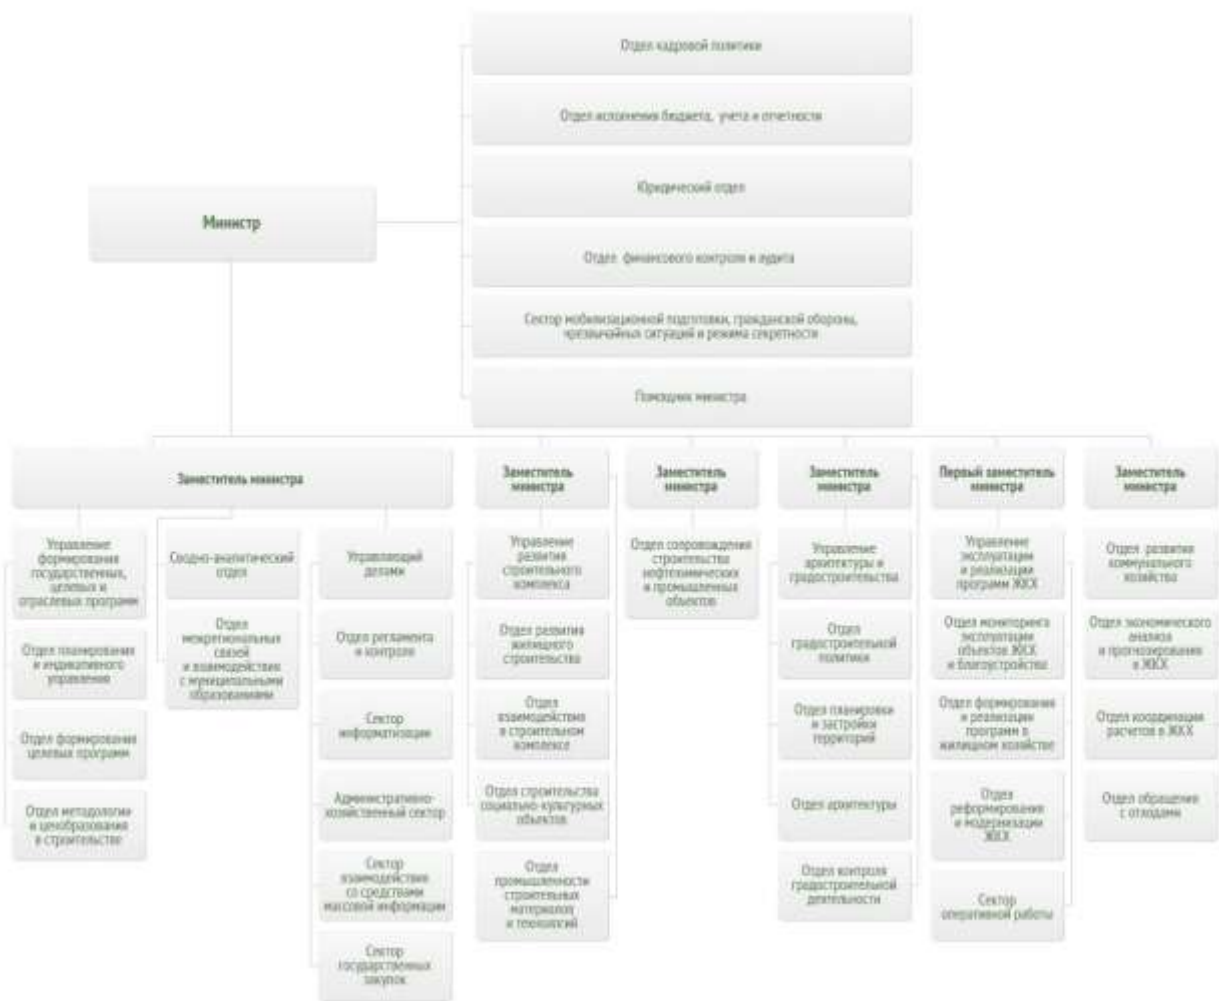 Отдел кадровой политики
Отдел исполнения бюджета, учета и отчетности
Юридический отдел
Министр
Отдел финансового контроля и аудита
Сектор мобилизационной подготовки, гражданской обороны,
чрезвычайных ситуаций и режима секретности
Помощник министра
Заместитель министра
Заместитель
министра
Заместитель
министра
Заместитель
министра
Первый заместитель
министра
Заместитель
министра
Управление
формирования
государственных,
целевых и
отраслевых программ
Отдел планирования
и индикативного
управления
Отдел формирования
целевых программ
Отдел методологии
и ценобразования
в строительстве
Сводно-аналитический
отдел
Отдел
межрегиональных
связей
и взаимодействия
с муниципальными
образованиями
Управляющий
делами
Отдел регламента
и контроля
Сектор
информатизации
Административно-
хозяйственный сектор
Сектор
взаимодействия
со средствами
массовой информации
Сектор
государственных
закупок
Управление
развития
строительного
комплекса
Отдел развития
жилищного
строительства
Отдел
взаимодействия
в строительном
комплексе
Отдел строительства
социально-культурных
объектов
Отдел
промышленности
строительных
материалов
и технологий
Отдел сопровождения
строительства
нефтехимических
и промышленных
объектов
Управление
архитектуры и
градостроительства
Отдел
градостроительной
политики
Отдел планировки
и застройки
территорий
Отдел архитектуры
Отдел контроля
градостроительной
деятельности
Управление
эксплуатации
и реализации
программ ЖКХ
Отдел мониторинга
эксплуатации
объектов ЖКХ
и благоустройства
Отдел формирования
и реализации
программ в
жилищном хозяйстве
Отдел
реформирования
и модернизации
ЖКХ
Сектор
оперативной работы
Отдел развития
коммунального
хозяйства
Отдел экономического
анализа
и прогнозирования
в ЖКХ
Отдел координации
расчетов в ЖКХ
Отдел обращения
с отходами